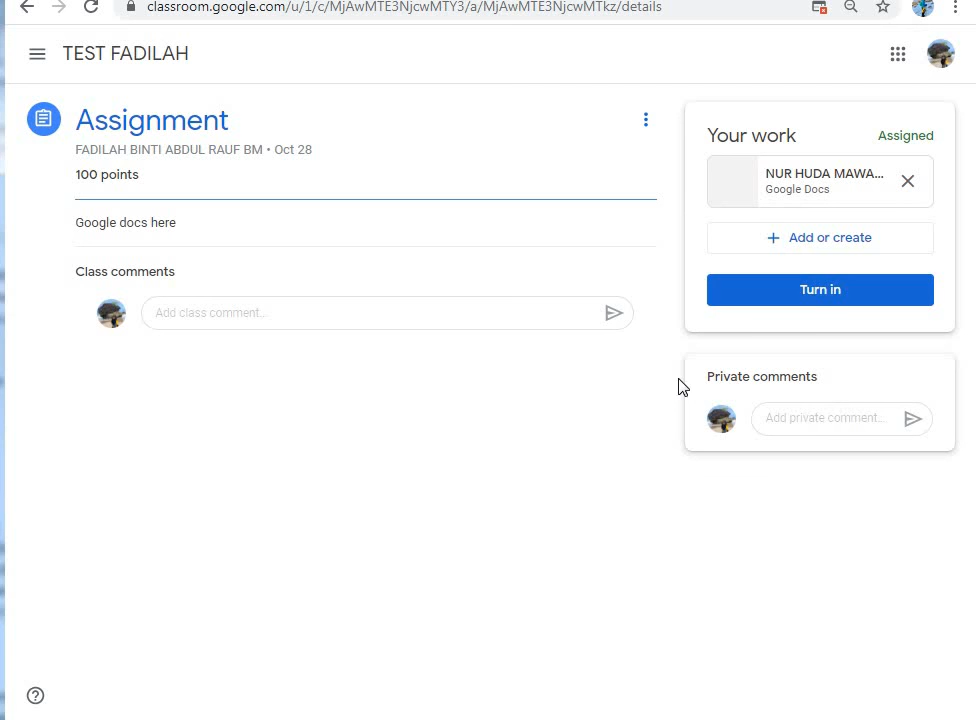 classroom.google.com/u/1/c/MjAwMTE3NjcwMTY3/a/MjAwMTE3NjcwMTkz/details
TEST FADILAH
Assignment
FADILAH BINTI ABDUL RAUF BM • Oct 28
100 points
Google docs here
Class comments
Add class comment...
Your work
Assigned
NUR HUDA MAWA...
Google Docs
+ Add or create
Turn in
Private comments
Add private comment...